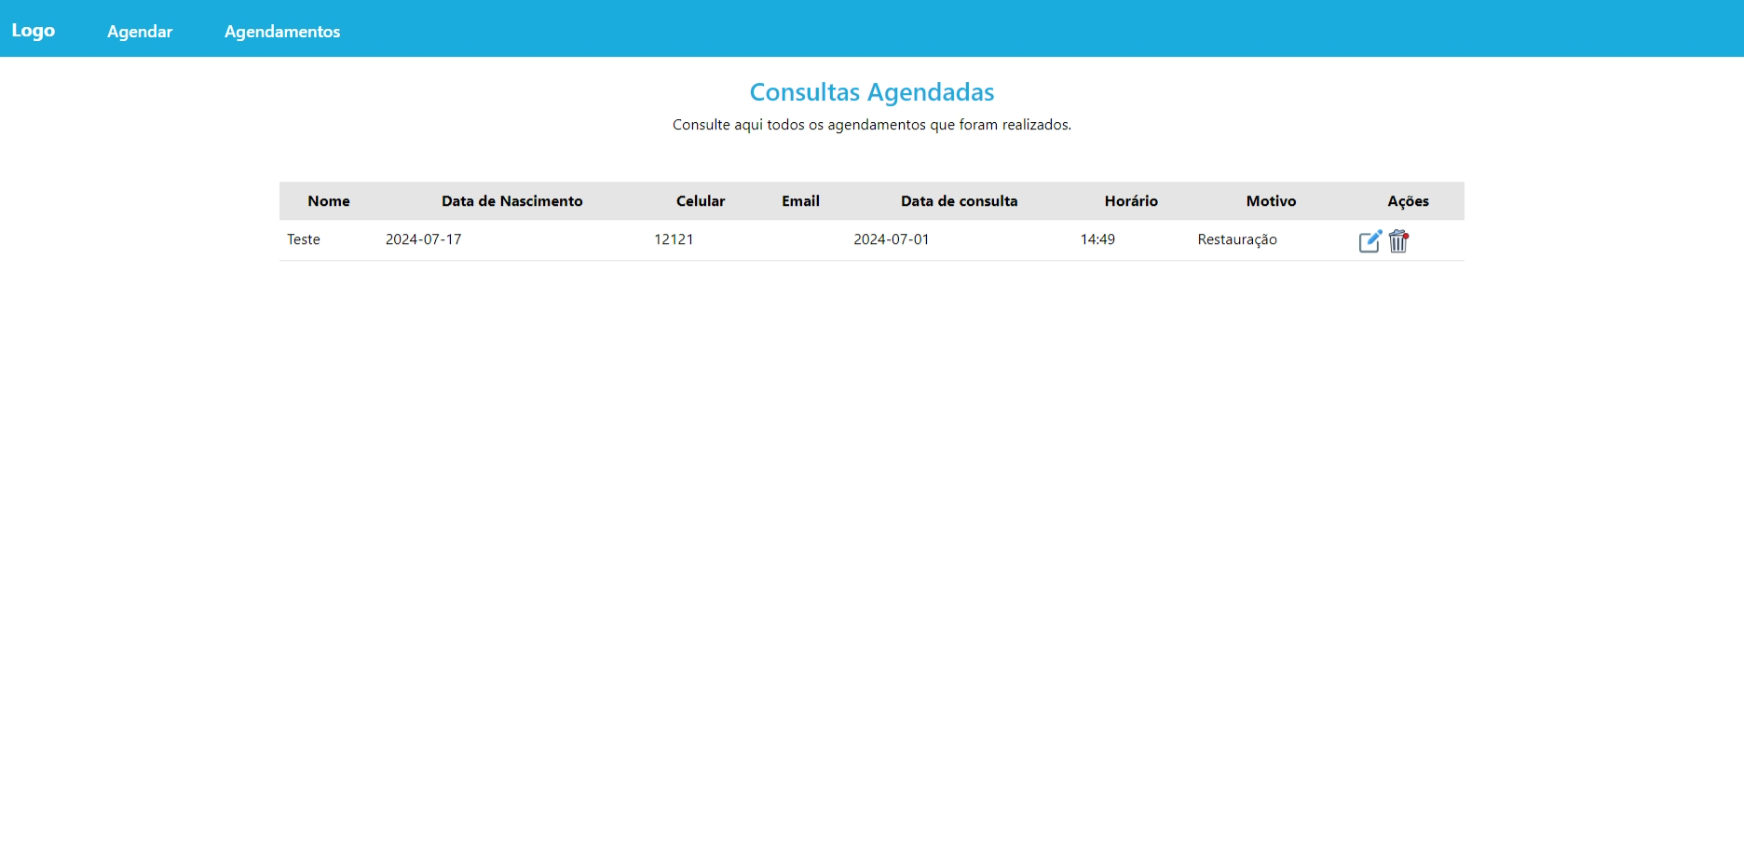 Logo Agendar Agendamentos
Consultas Agendadas
Consulte aqui todos os agendamentos que foram realizados.
Nome Data de Nascimento Celular Email Data de consulta Horário Motivo Ações
Teste 2024-07-17 12121 2024-07-01 14:49 Restauração